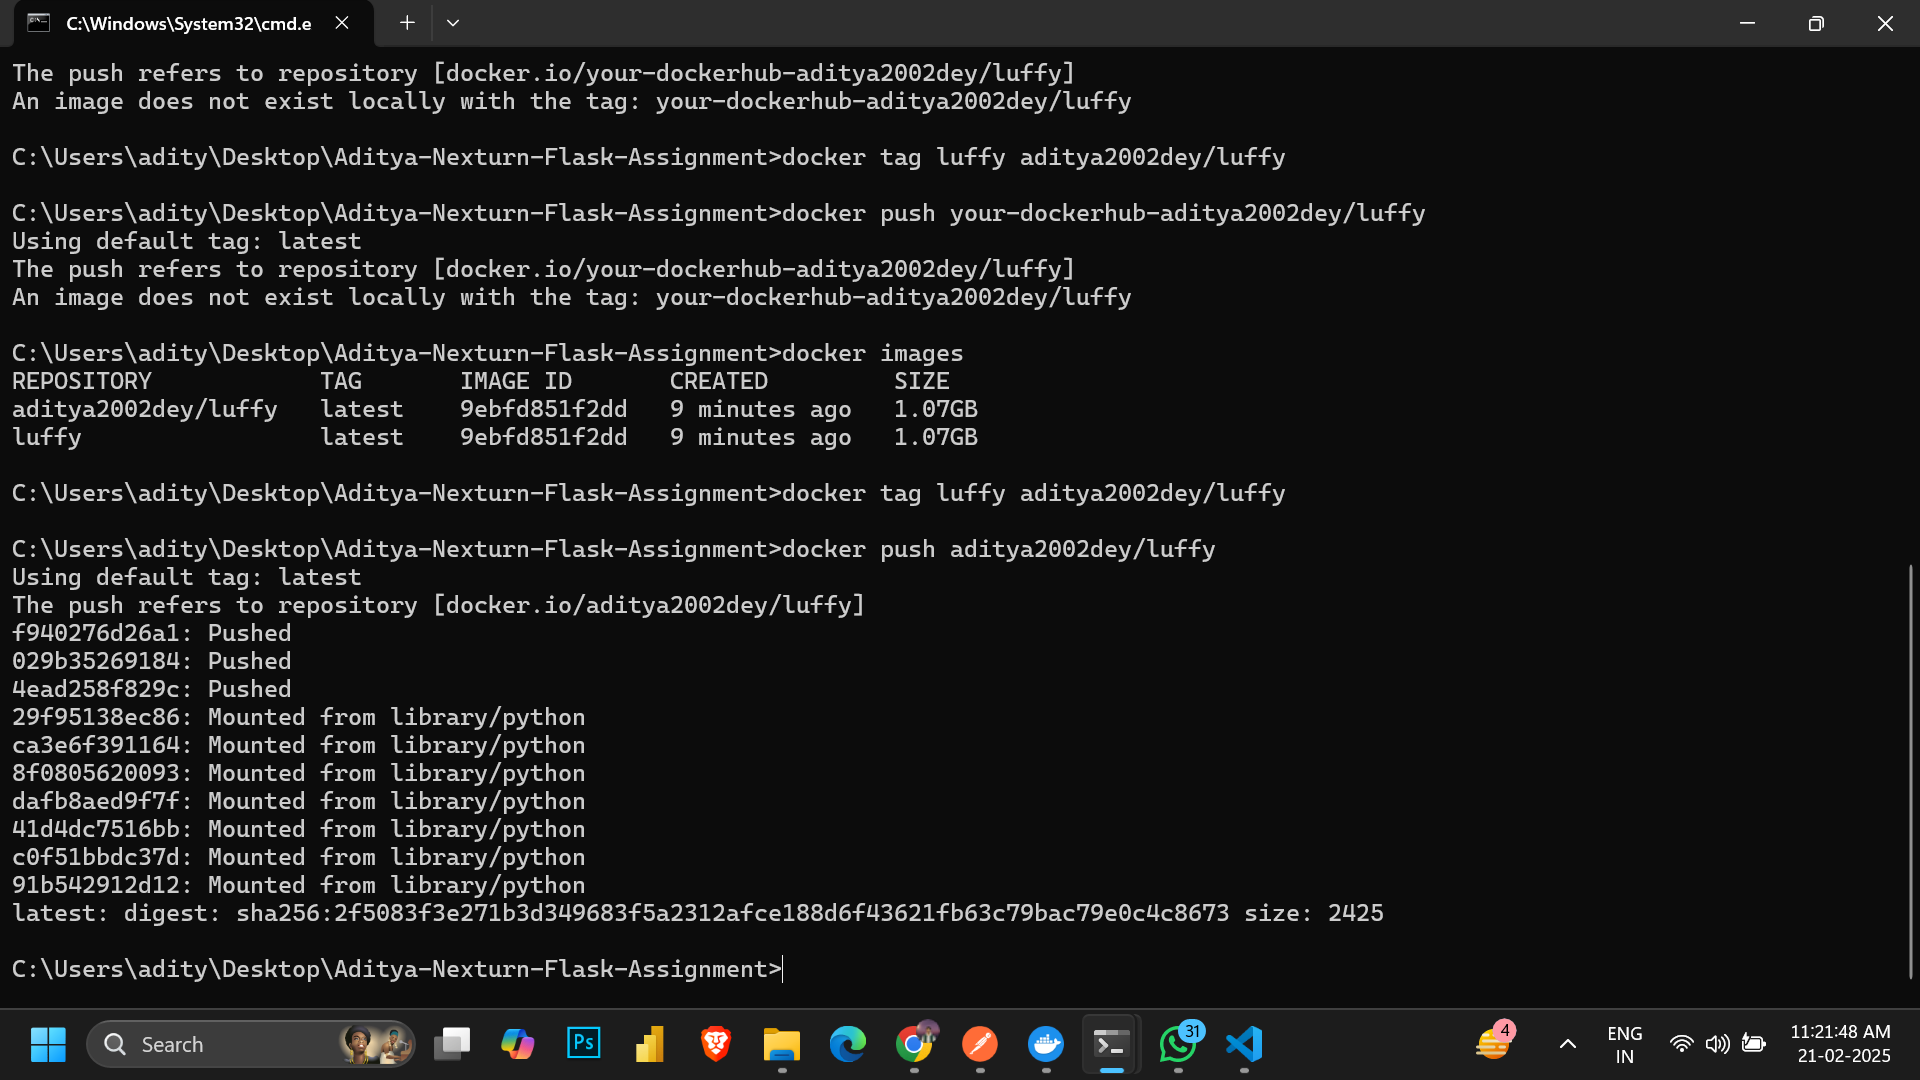 C:\Windows\System32\cmd.e
The push refers to repository [docker.io/your-dockerhub-aditya2002dey/luffy]
An image does not exist locally with the tag: your-dockerhub-aditya2002dey/luffy
C:\Users\adity\Desktop\Aditya-Nexturn-Flask-Assignment>docker tag luffy aditya2002dey/luffy
C:\Users\adity\Desktop\Aditya-Nexturn-Flask-Assignment>docker push your-dockerhub-aditya2002dey/luffy
Using default tag: latest
The push refers to repository [docker.io/your-dockerhub-aditya2002dey/luffy]
An image does not exist locally with the tag: your-dockerhub-aditya2002dey/luffy
C:\Users\adity\Desktop\Aditya-Nexturn-Flask-Assignment>docker images
REPOSITORY TAG IMAGE ID CREATED SIZE
aditya2002dey/luffy latest 9ebfd851f2dd 9 minutes ago 1.07GB
luffy latest 9ebfd851f2dd 9 minutes ago 1.07GB
C:\Users\adity\Desktop\Aditya-Nexturn-Flask-Assignment>docker tag luffy aditya2002dey/luffy
C:\Users\adity\Desktop\Aditya-Nexturn-Flask-Assignment>docker push aditya2002dey/luffy
Using default tag: latest
The push refers to repository [docker.io/aditya2002dey/luffy]
f940276d26a1: Pushed
029b35269184: Pushed
4ead258f829c: Pushed
29f95138ec86: Mounted from library/python
ca3e6f391164: Mounted from library/python
8f0805620093: Mounted from library/python
dafb8aed9f7f: Mounted from library/python
41d4dc7516bb: Mounted from library/python
c0f51bbdc37d: Mounted from library/python
91b542912d12: Mounted from library/python
latest: digest: sha256:2f5083f3e271b3d349683f5a2312afce188d6f43621fb63c79bac79e0c4c8673 size: 2425
C:\Users\adity\Desktop\Aditya-Nexturn-Flask-Assignment>
Search
Ps
31
4
ENG
IN
11:21:48 AM
21-02-2025